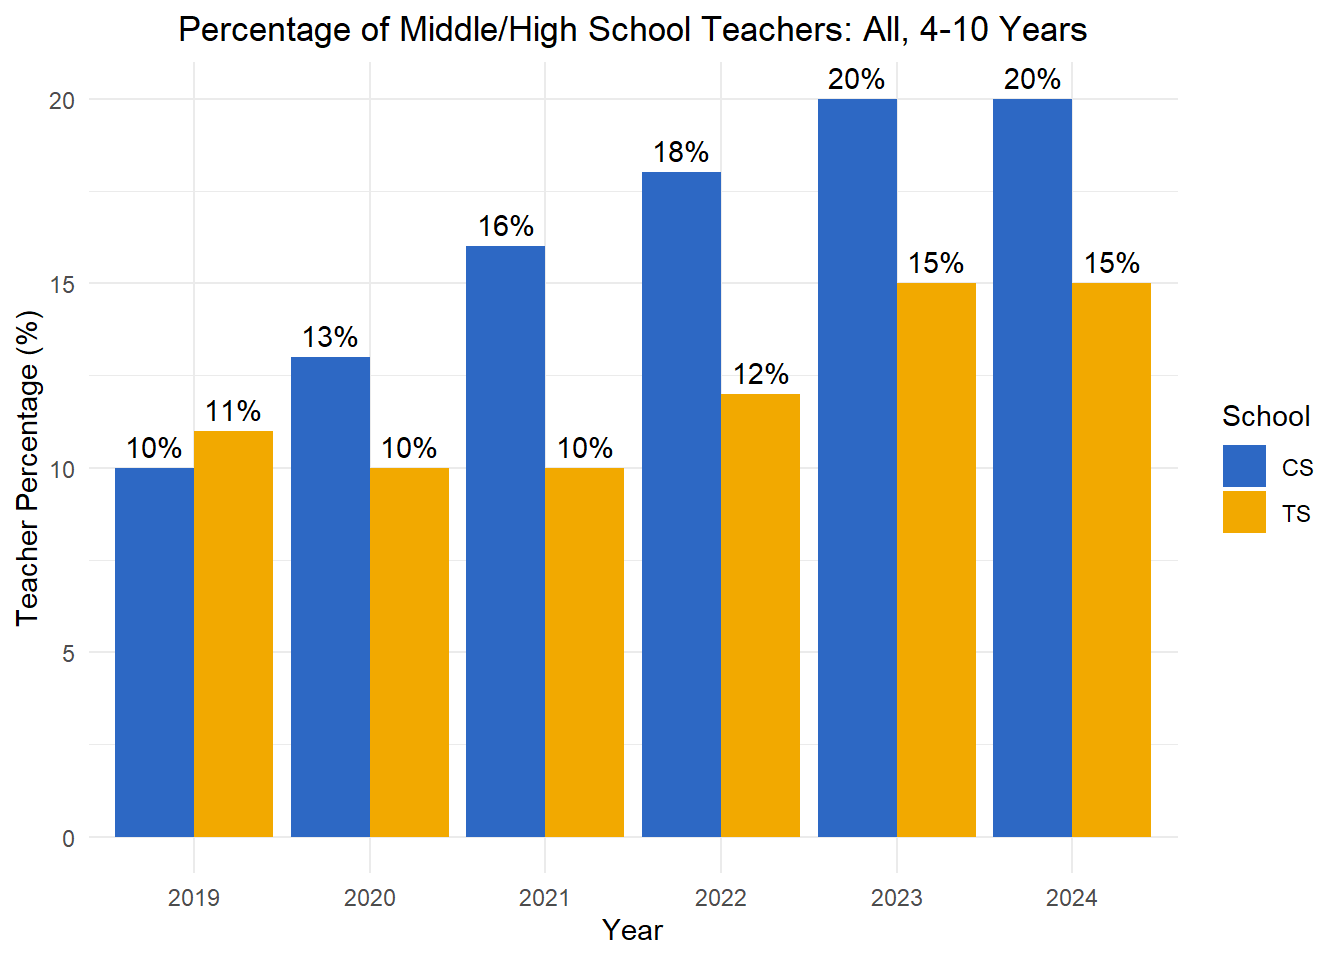 Percentage of Middle/High School Teachers: All, 4-10 Years
20% 20%
18%
16%
15% 15%
13%
12%
11%
10% 10% 10%
20
15
10
5
0
Teacher Percentage (%)
2019 2020 2021 2022 2023 2024
Year
School
CS
TS